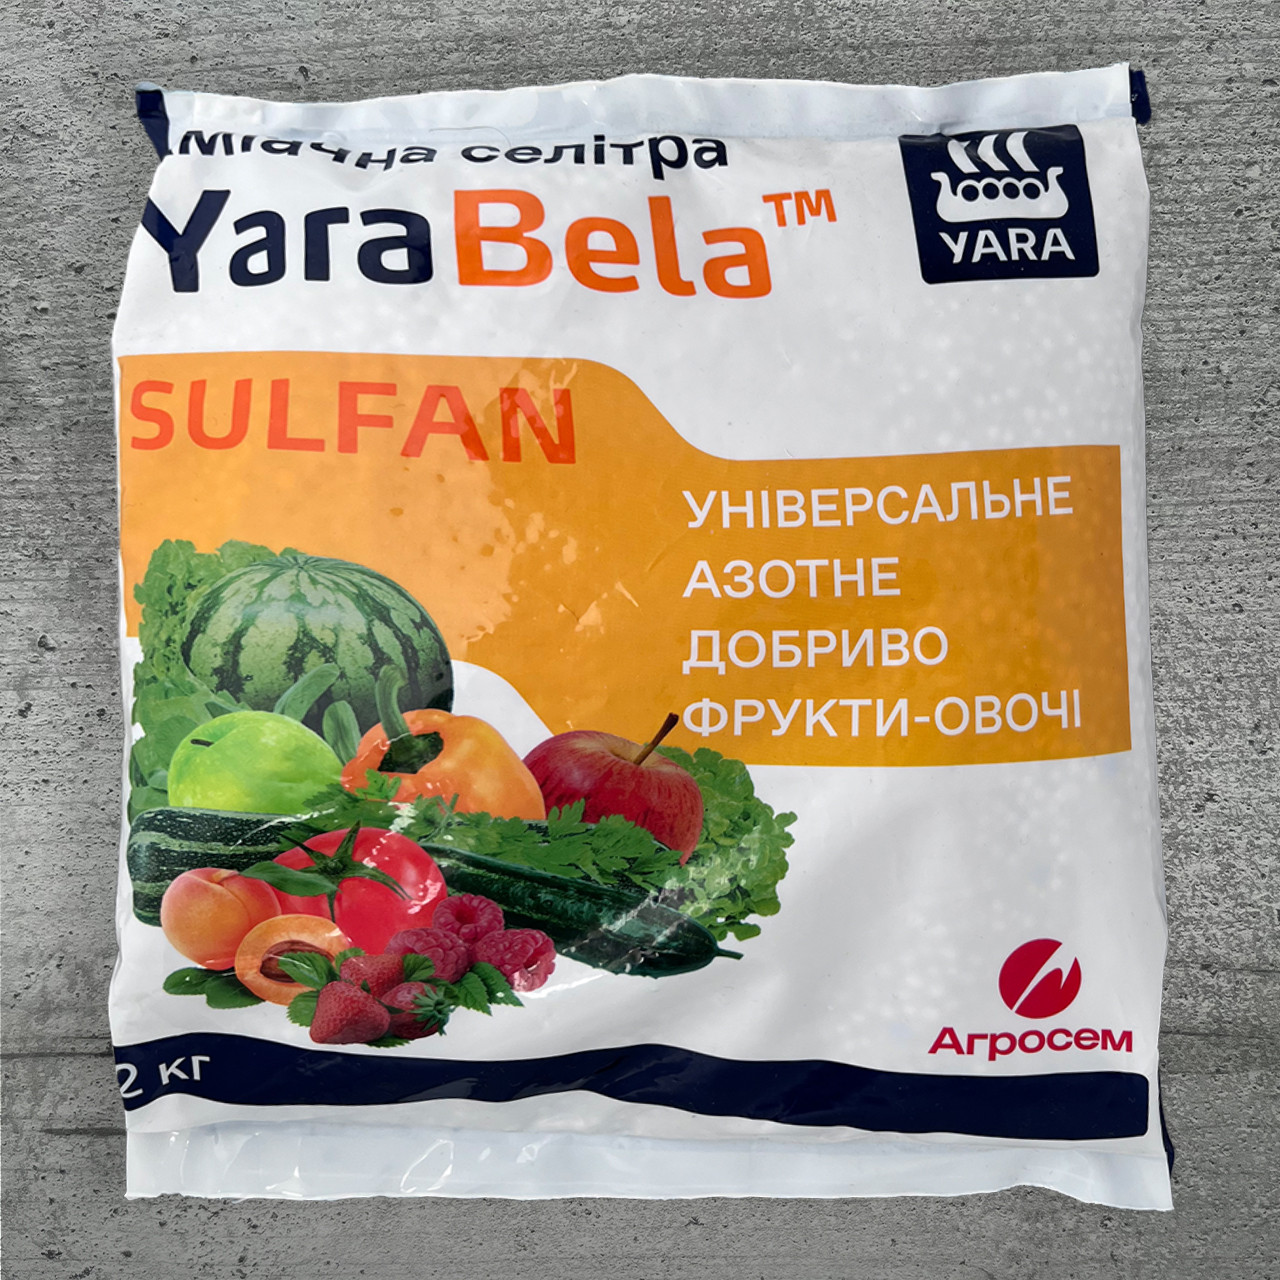 міачна селітра
YaraBela™
YARA
SULFAN
УНІВЕРСАЛЬНЕ
АЗОТНЕ
ДОБРИВО
ФРУКТИ-ОВОЧІ
Агросем
2 кг